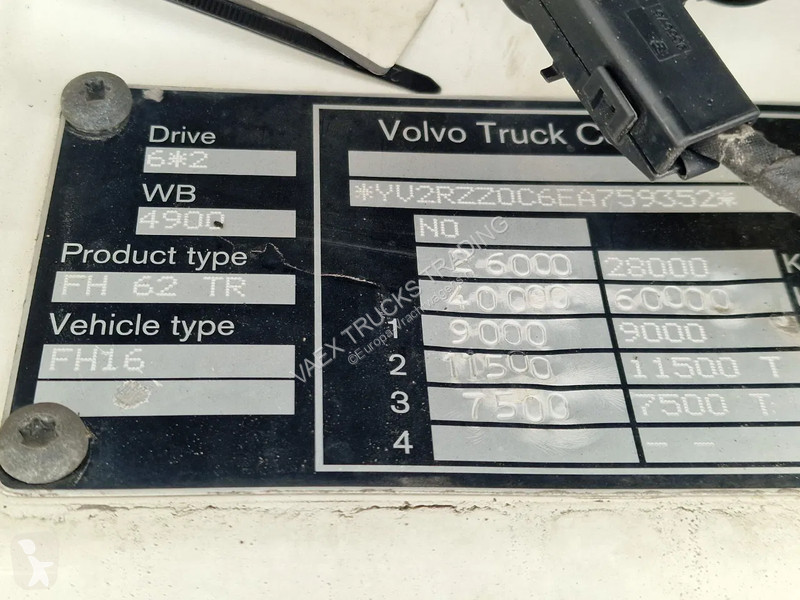 Drive
6*2
WB
4900
Product type
FH 62 TR
Vehicle type
FH16
Volvo Truck C
*YV2RZZ0C6EA759352*
NO
26000 28000 K
40000 60000
1 9000 9000
2 11500 11500 T
3 7500 7500 T
4 - -
VAEX TRUCKS TRADING